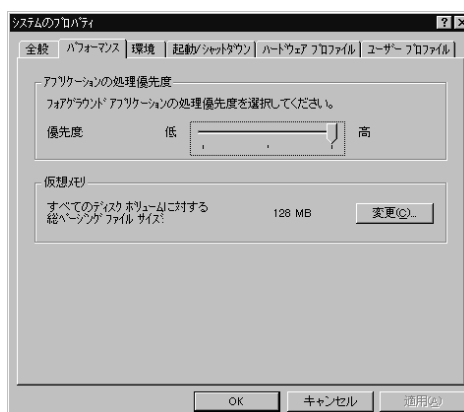 システムのプロパティ
全般 パフォーマンス 環境 起動/シャットダウン ハードウェア プロファイル ユーザー プロファイル
アプリケーションの処理優先度
フォアグラウンド アプリケーションの処理優先度を選択してください。
優先度 低 高
仮想メモリ
すべてのディスク ボリュームに対する
総ページング ファイル サイズ: 128 MB 変更(C)...
OK キャンセル 適用(A)